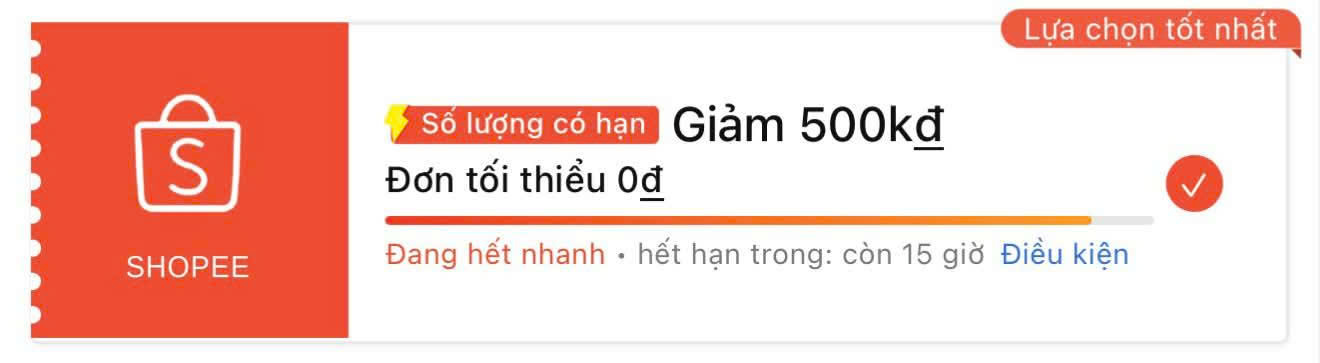 Lựa chọn tốt nhất
Số lượng có hạn Giảm 500kđ
Đơn tối thiểu 0đ
Đang hết nhanh • hết hạn trong: còn 15 giờ Điều kiện
S
SHOPEE